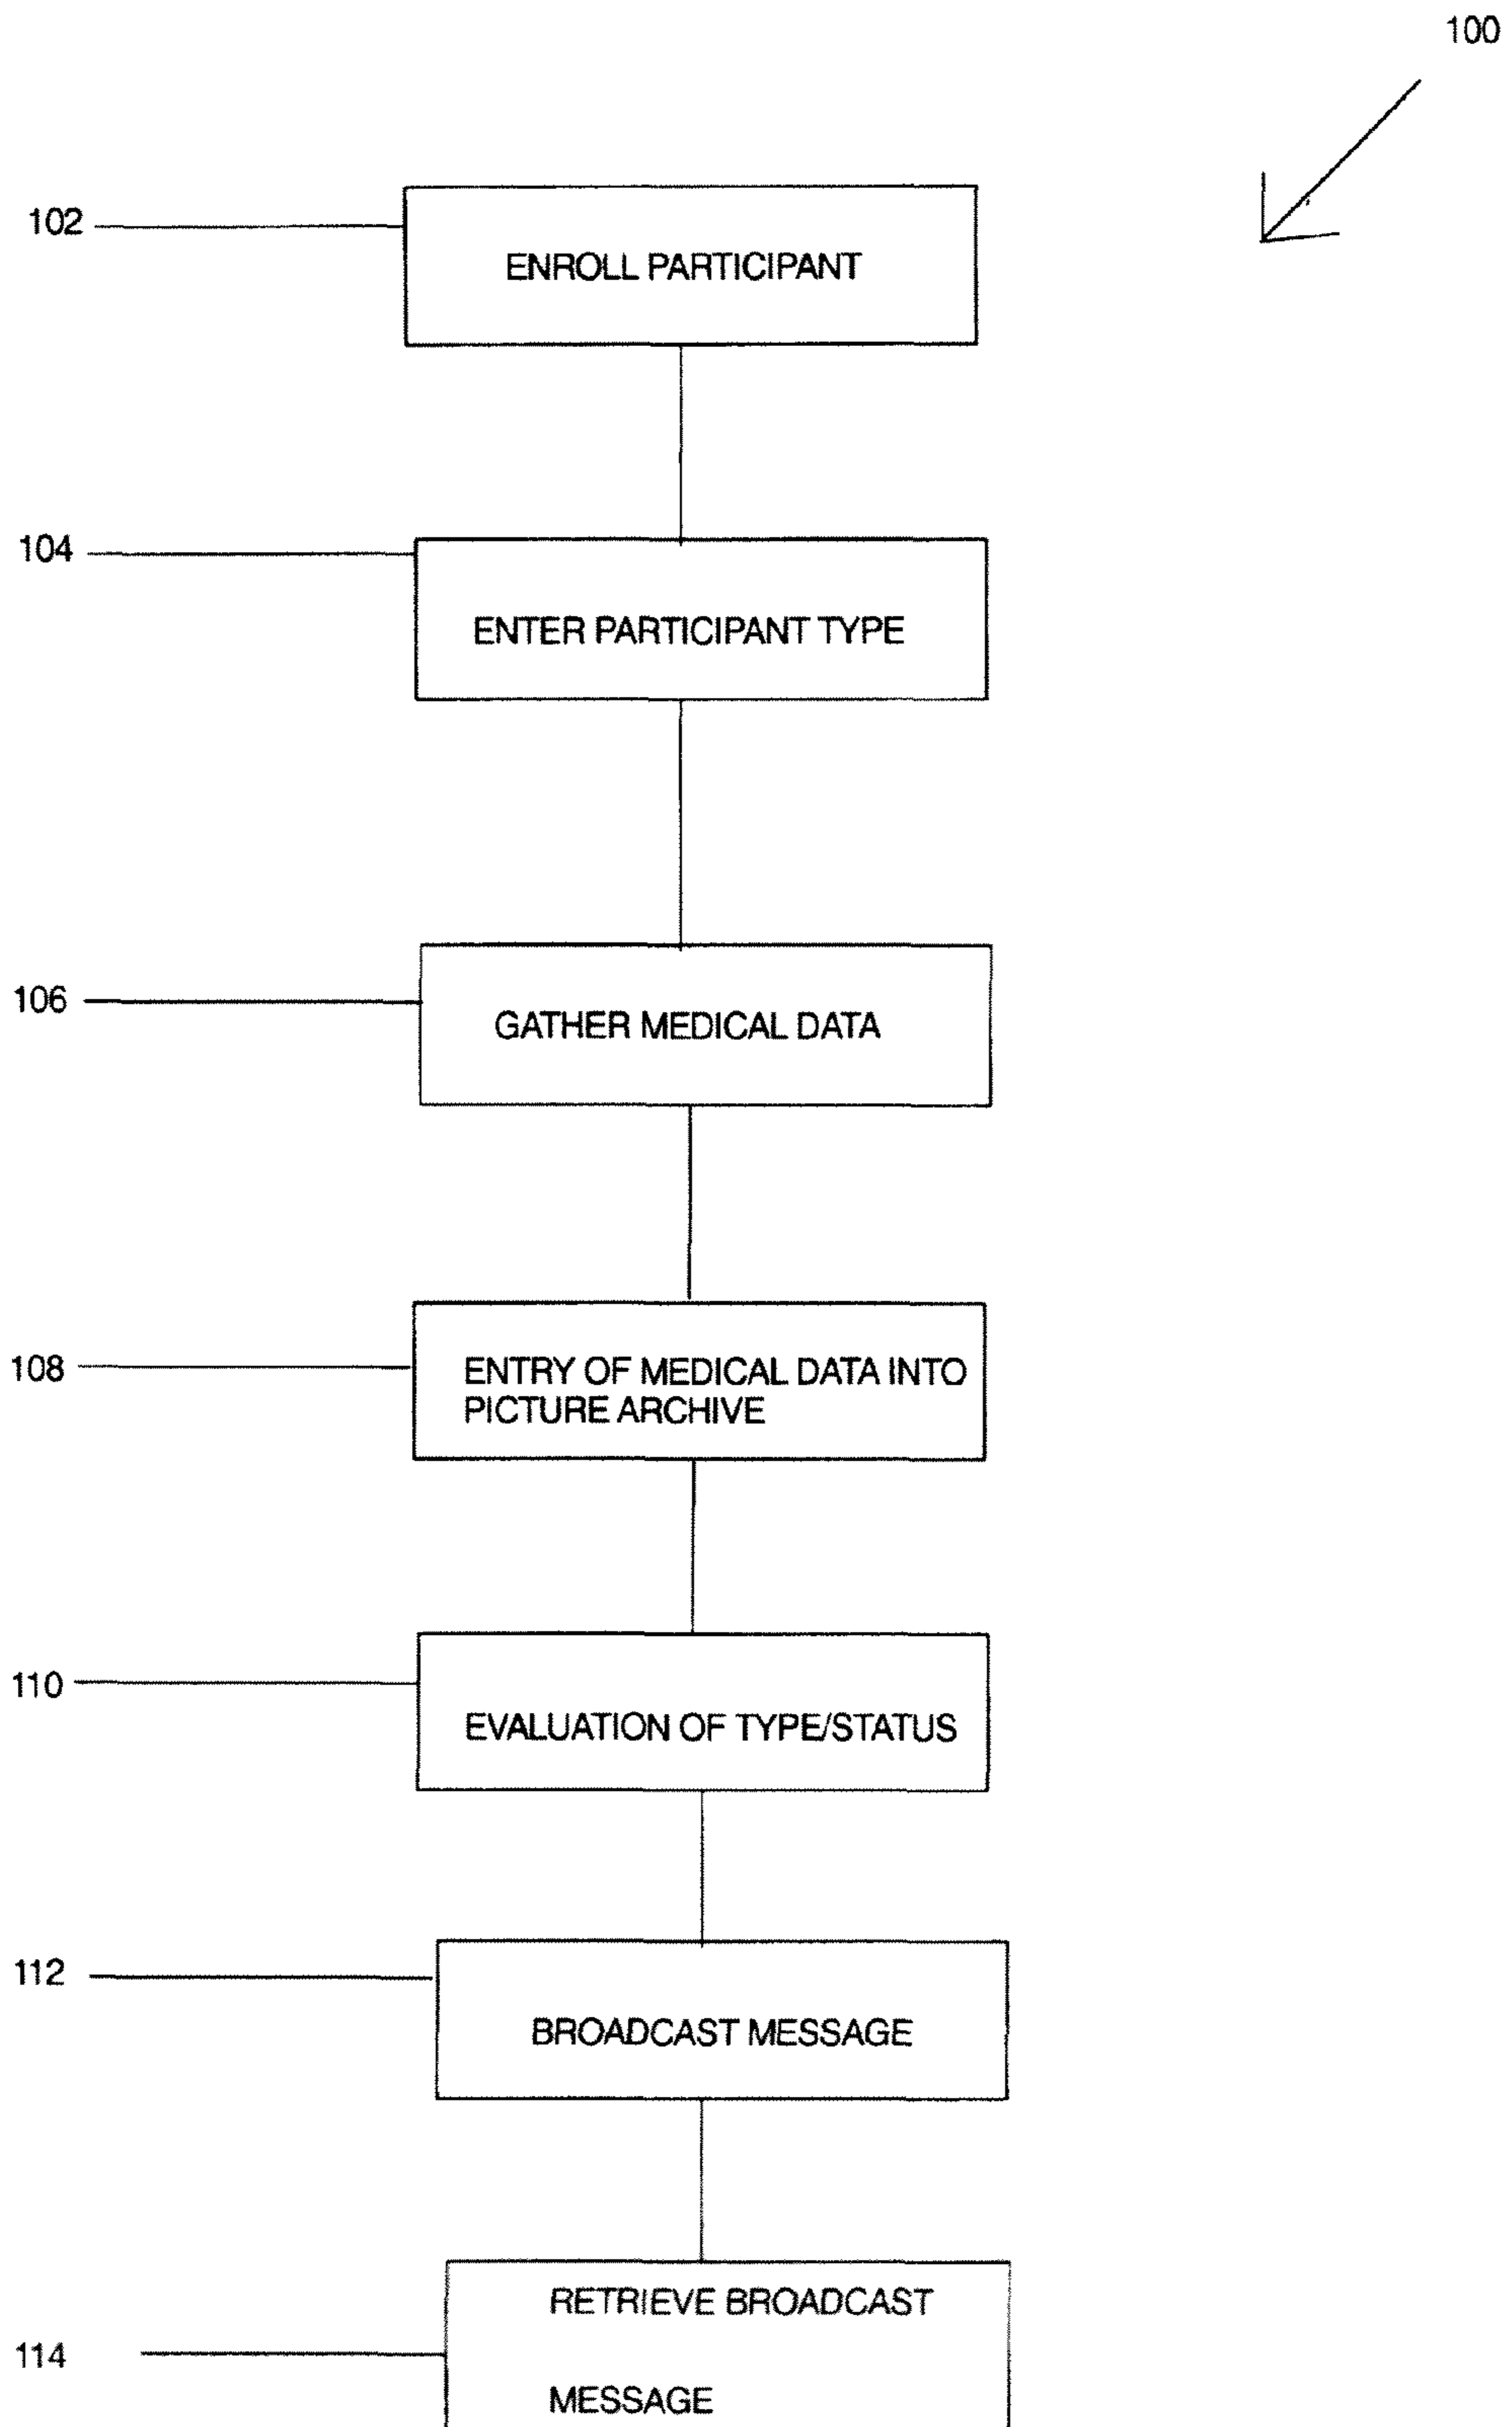 100
102
ENROLL PARTICIPANT
104
ENTER PARTICIPANT TYPE
106
GATHER MEDICAL DATA
108
ENTRY OF MEDICAL DATA INTO
PICTURE ARCHIVE
110
EVALUATION OF TYPE/STATUS
112
BROADCAST MESSAGE
RETRIEVE BROADCAST
114
MESSAGE